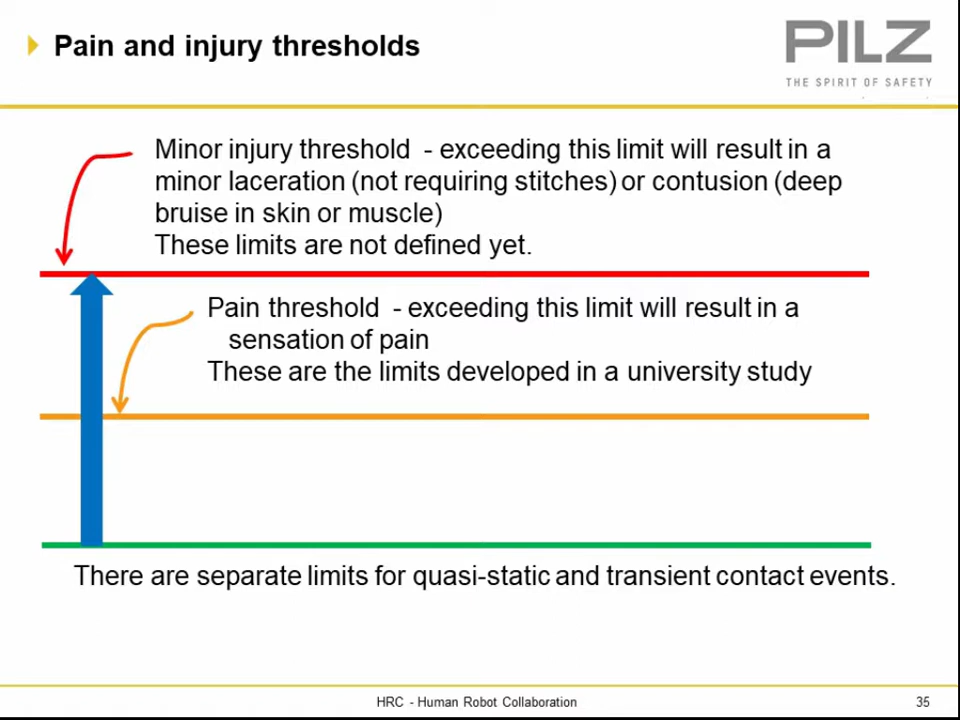 Pain and injury thresholds
PILZ
THE SPIRIT OF SAFETY
Minor injury threshold - exceeding this limit will result in a
minor laceration (not requiring stitches) or contusion (deep
bruise in skin or muscle)
These limits are not defined yet.
Pain threshold - exceeding this limit will result in a
sensation of pain
These are the limits developed in a university study
There are separate limits for quasi-static and transient contact events.
HRC - Human Robot Collaboration
35